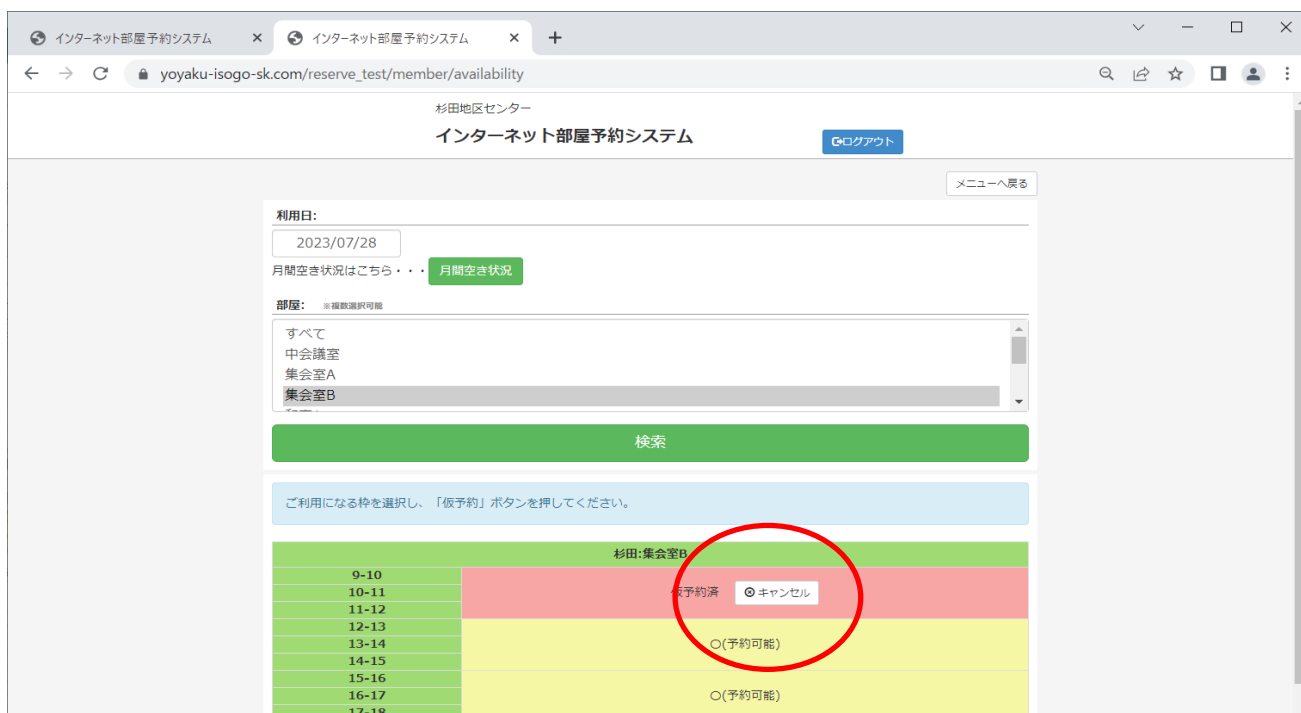 インターネット部屋予約システム
インターネット部屋予約システム
yoyaku-isogo-sk.com/reserve_test/member/availability
杉田地区センター
インターネット部屋予約システム
ログアウト
メニューへ戻る
利用日:
2023/07/28
月間空き状況はこちら・・・ 月間空き状況
部屋: ※複数選択可能
すべて
中会議室
集会室A
集会室B
検索
ご利用になる枠を選択し、「仮予約」ボタンを押してください。
杉田:集会室B
9-10
10-11
仮予約済 キャンセル
11-12
12-13
13-14
〇(予約可能)
14-15
15-16
16-17
〇(予約可能)
17-18